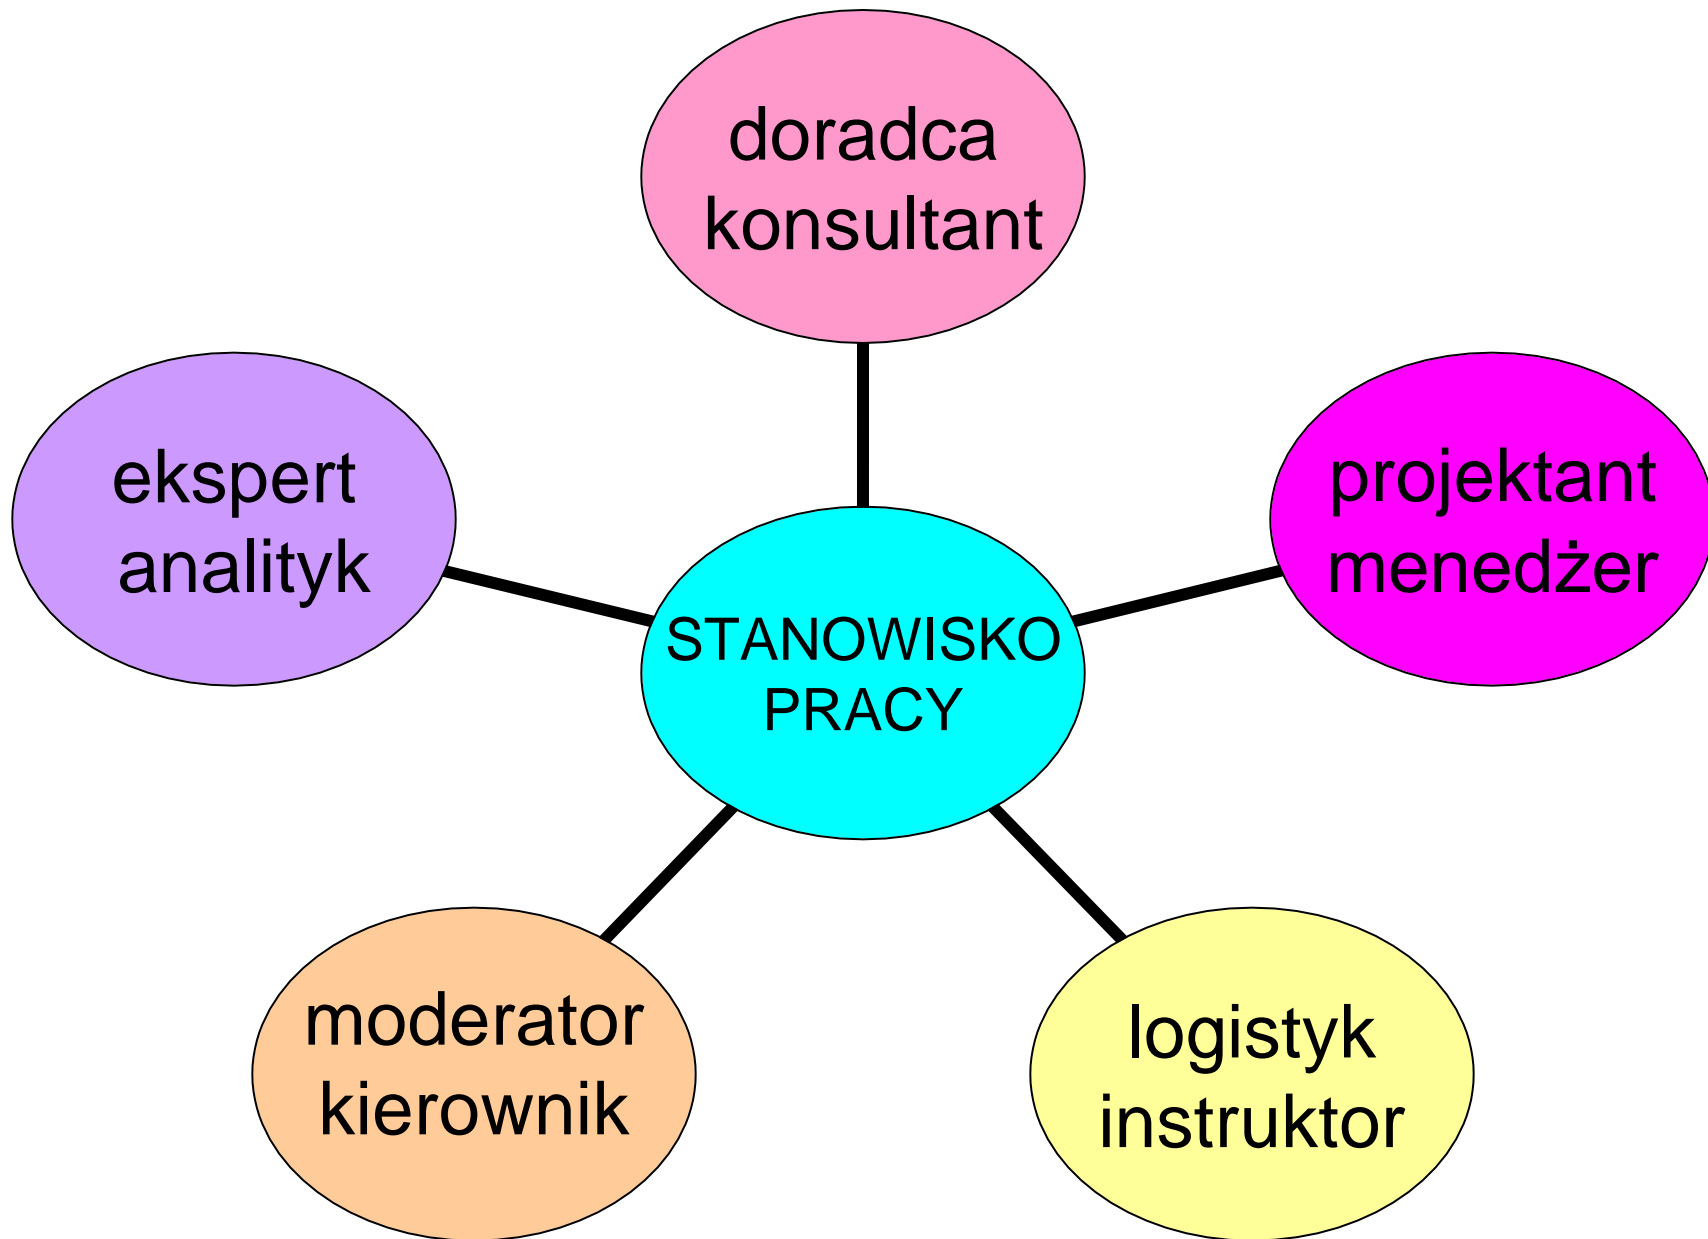 doradca
konsultant
ekspert
analityk
projektant
menedżer
STANOWISKO
PRACY
moderator
kierownik
logistyk
instruktor